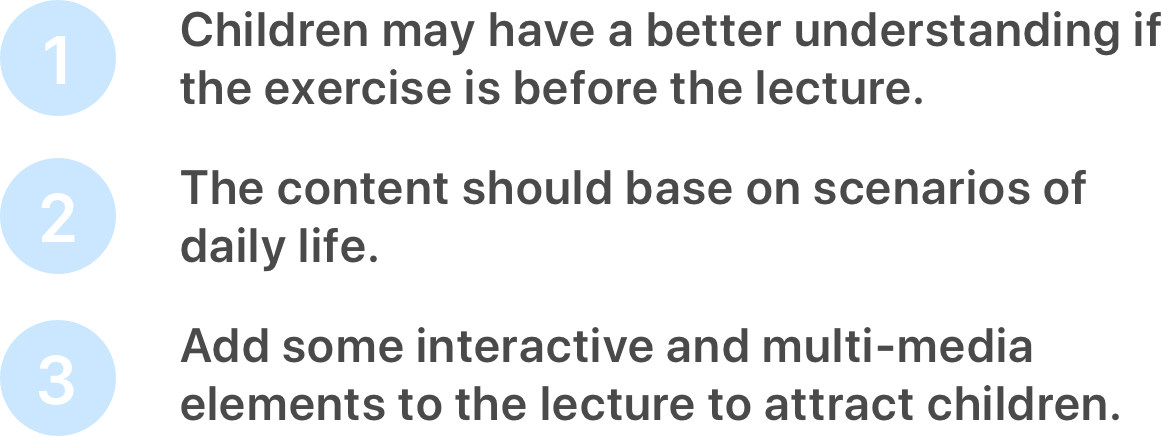 1
Children may have a better understanding if
the exercise is before the lecture.
2
The content should base on scenarios of
daily life.
3
Add some interactive and multi-media
elements to the lecture to attract children.